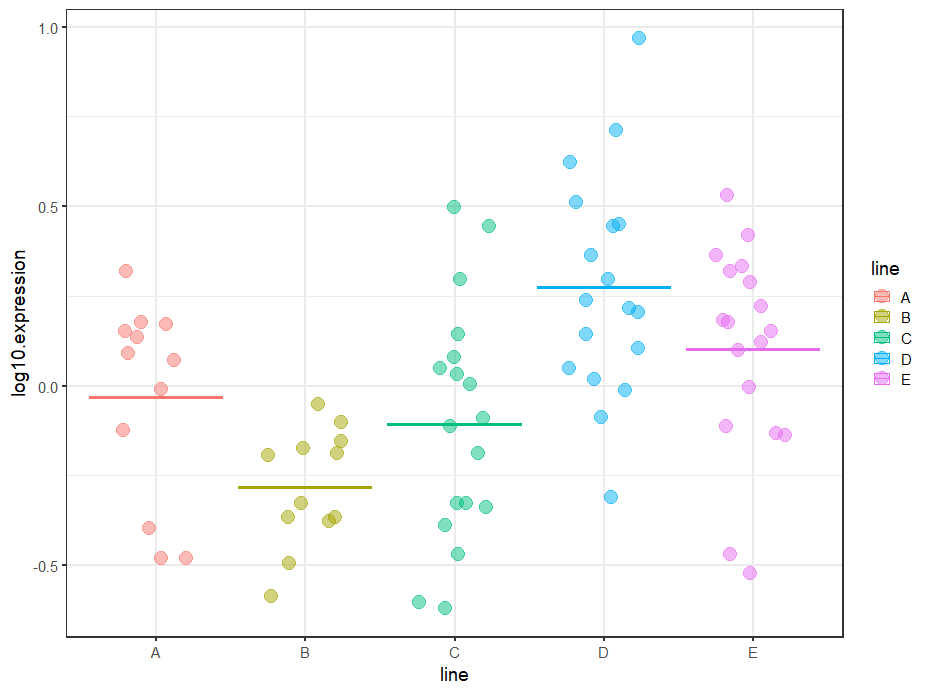 1.0
0.5
0.0
-0.5
log10.expression
A B C D E
line
line
A
B
C
D
E